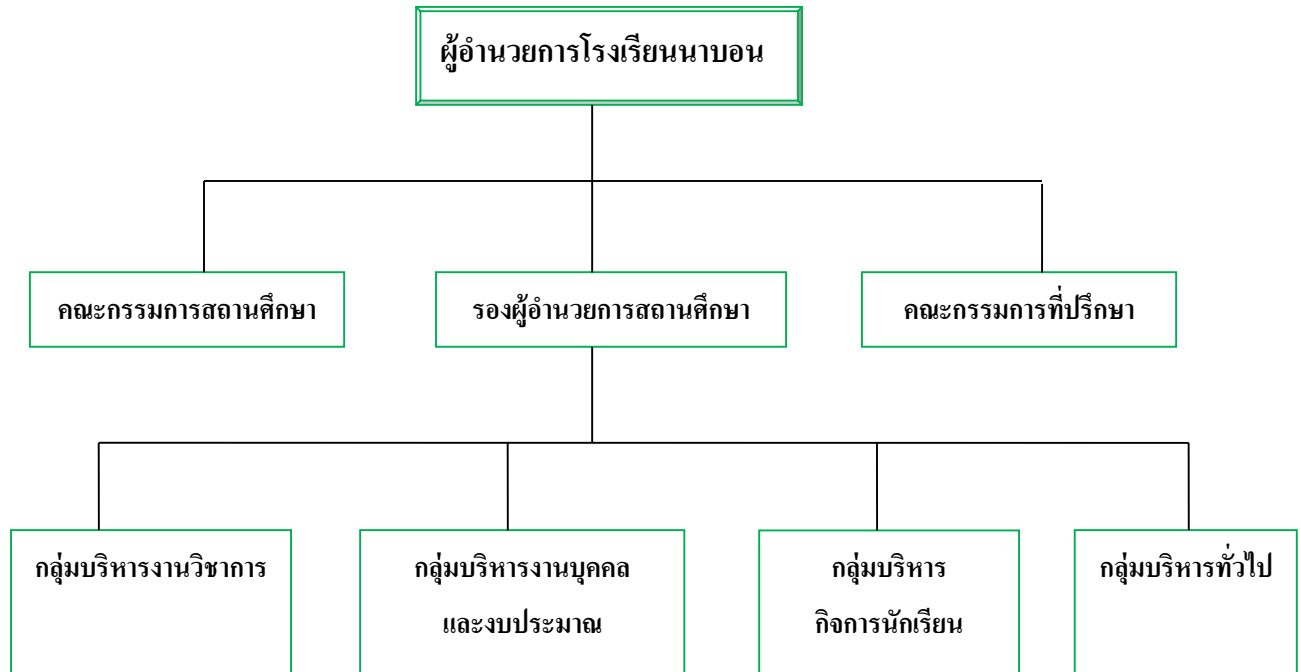 ผู้อำนวยการโรงเรียนนาบอน
คณะกรรมการสถานศึกษา
รองผู้อำนวยการสถานศึกษา
คณะกรรมการที่ปรึกษา
กลุ่มบริหารงานวิชาการ
กลุ่มบริหารงานบุคคล
และงบประมาณ
กลุ่มบริหาร
กิจการนักเรียน
กลุ่มบริหารทั่วไป